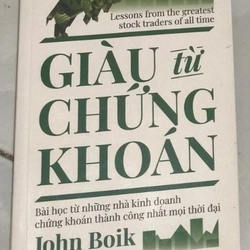 Lessons from the greatest
stock traders of all time
GIÀU từ
CHỨNG
KHOÁN
Bài học từ những nhà kinh doanh
chứng khoán thành công nhất mọi thời đại
John Boik